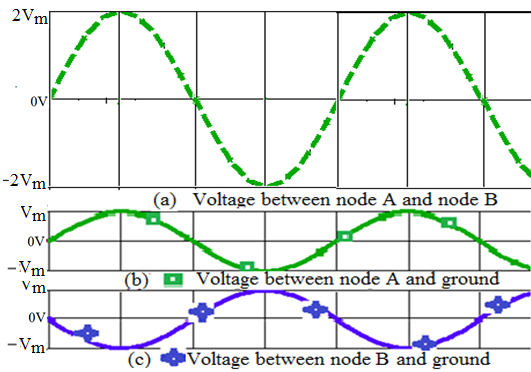 2Vm
0V
-2Vm
(a) Voltage between node A and node B
Vm
0V
-Vm
(b) Voltage between node A and ground
Vm
0V
-Vm
(c) Voltage between node B and ground